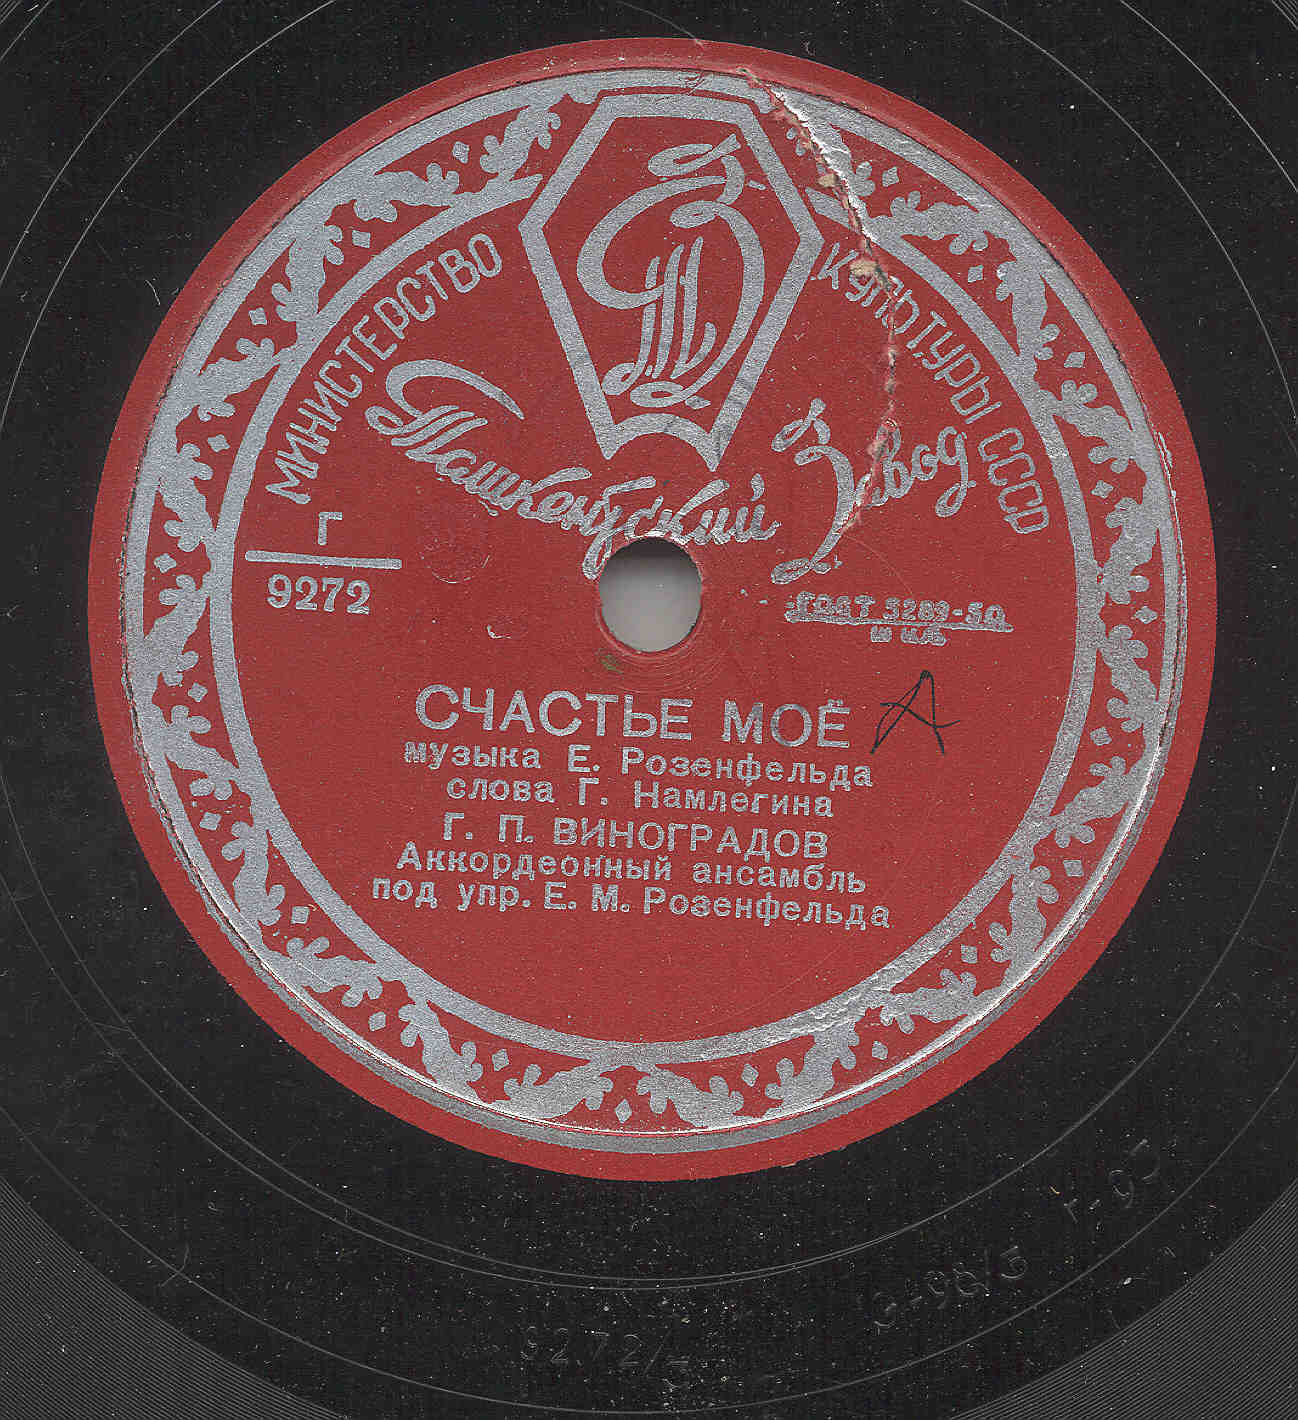 МИНИСТЕРСТВО КУЛЬТУРЫ СССР
Ташкентский Завод
Г
9272
ГОСТ 5289-50
СЧАСТЬЕ МОЁ
А
музыка Е. Розенфельда
слова Г. Намлегина
Г. П. ВИНОГРАДОВ
Аккордеонный ансамбль
под упр. Е. М. Розенфельда